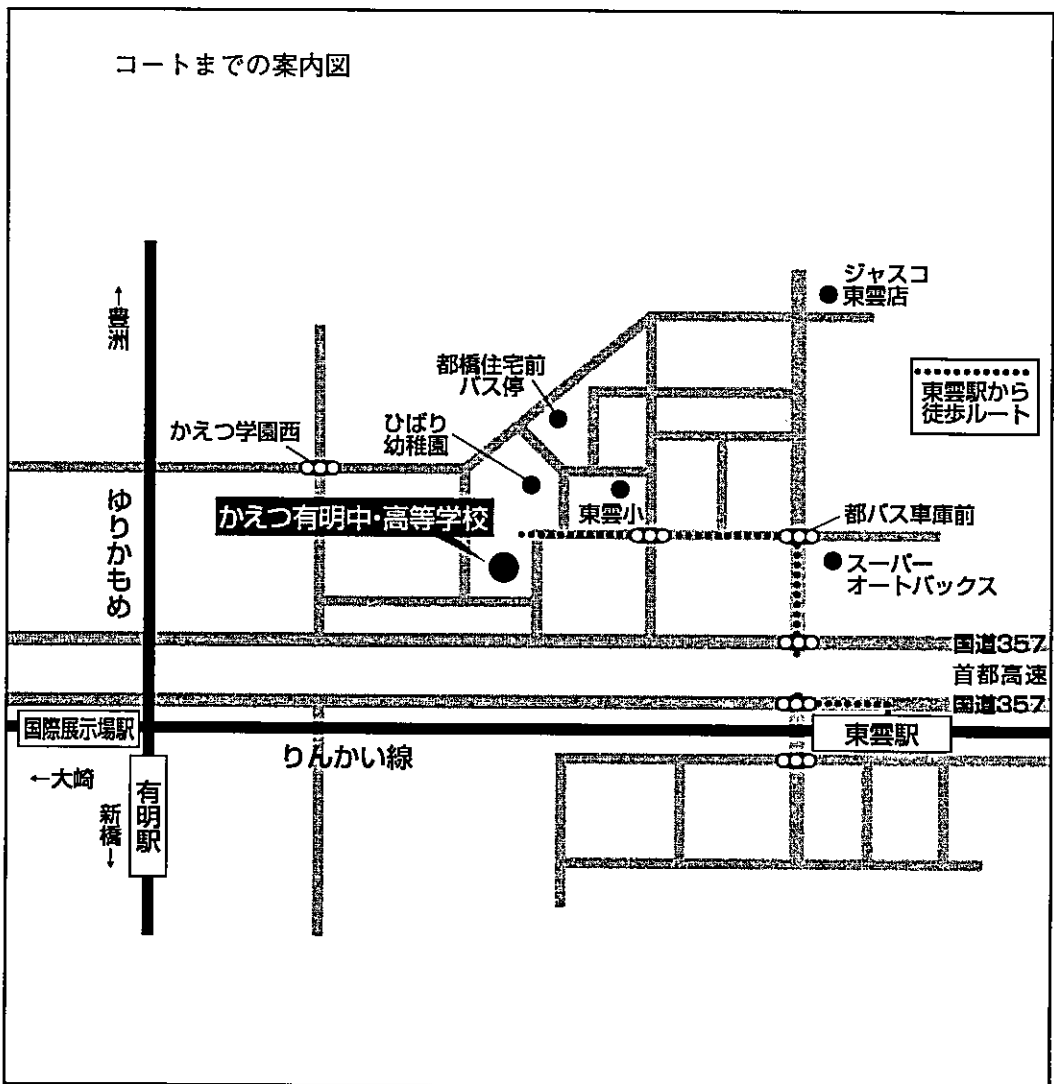 コートまでの案内図
ジャスコ
東雲店
↑豊洲
都橋住宅前
バス停
東雲駅から
徒歩ルート
かえつ学園西
ひばり
幼稚園
ゆりかもめ
かえつ有明中・高等学校
東雲小
都バス車庫前
スーパー
オートバックス
国道357
首都高速
国道357
国際展示場駅
りんかい線
東雲駅
←大崎
新橋→
有明駅